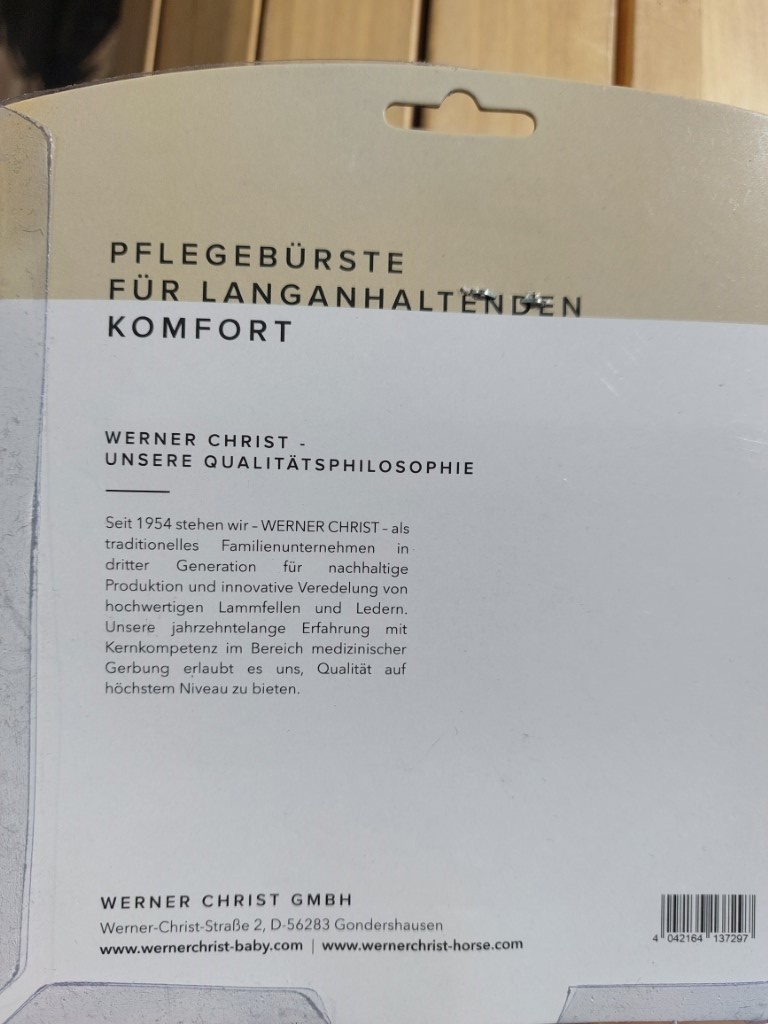 PFLEGEBÜRSTE
FÜR LANGANHALTENDEN
KOMFORT
WERNER CHRIST -
UNSERE QUALITÄTSPHILOSOPHIE
Seit 1954 stehen wir – WERNER CHRIST – als
traditionelles Familienunternehmen in
dritter Generation für nachhaltige
Produktion und innovative Veredelung von
hochwertigen Lammfellen und Ledern.
Unsere jahrzehntelange Erfahrung mit
Kernkompetenz im Bereich medizinischer
Gerbung erlaubt es uns, Qualität auf
höchstem Niveau zu bieten.
WERNER CHRIST GMBH
Werner-Christ-Straße 2, D-56283 Gondershausen
www.wernerchrist-baby.com | www.wernerchrist-horse.com
4 042164 137297